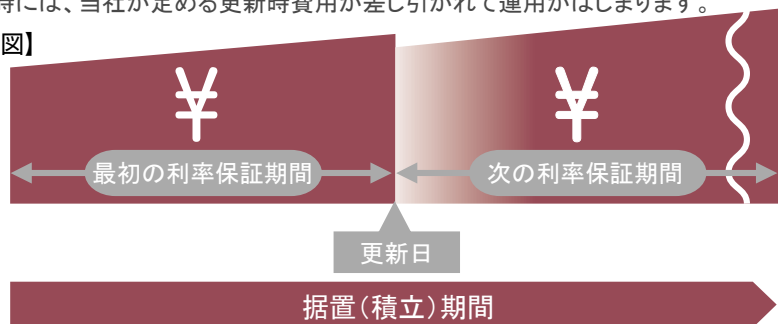 時には、当社が定める更新時費用が差し引かれて運用がはじまります。
図】
¥ ¥
最初の利率保証期間 次の利率保証期間
更新日
据置（積立）期間